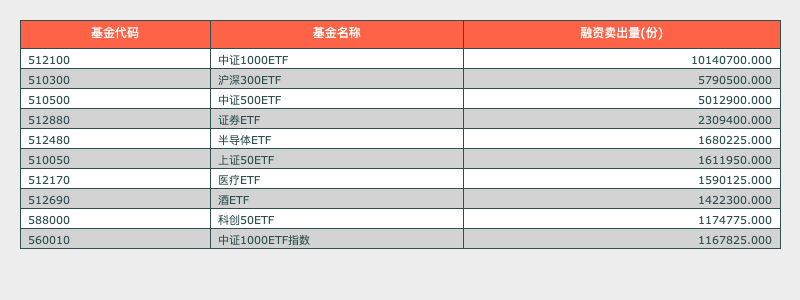 基金代码 基金名称 融资卖出量(份)
512100 中证1000ETF 10140700.000
510300 沪深300ETF 5790500.000
510500 中证500ETF 5012900.000
512880 证券ETF 2309400.000
512480 半导体ETF 1680225.000
510050 上证50ETF 1611950.000
512170 医疗ETF 1590125.000
512690 酒ETF 1422300.000
588000 科创50ETF 1174775.000
560010 中证1000ETF指数 1167825.000